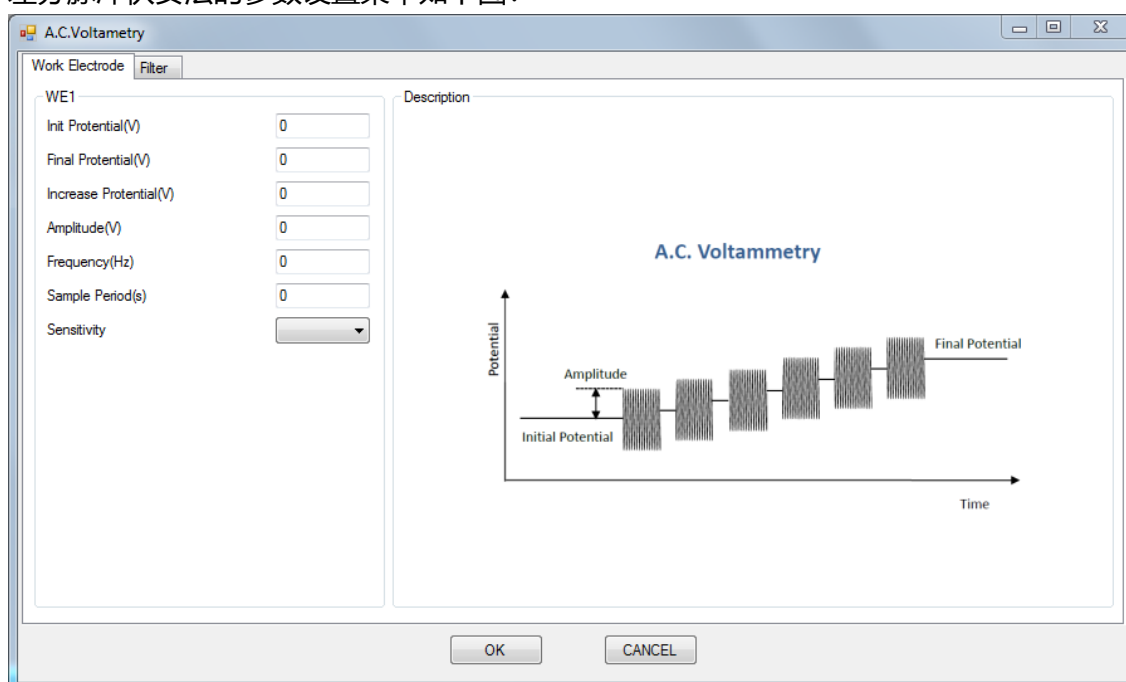 A.C.Voltametry
Work Electrode Filter
WE1
Init Protential(V) 0
Final Protential(V) 0
Increase Protential(V) 0
Amplitude(V) 0
Frequency(Hz) 0
Sample Period(s) 0
Sensitivity
Description
A.C. Voltammetry
Potential
Amplitude
Initial Potential
Final Potential
Time
OK CANCEL